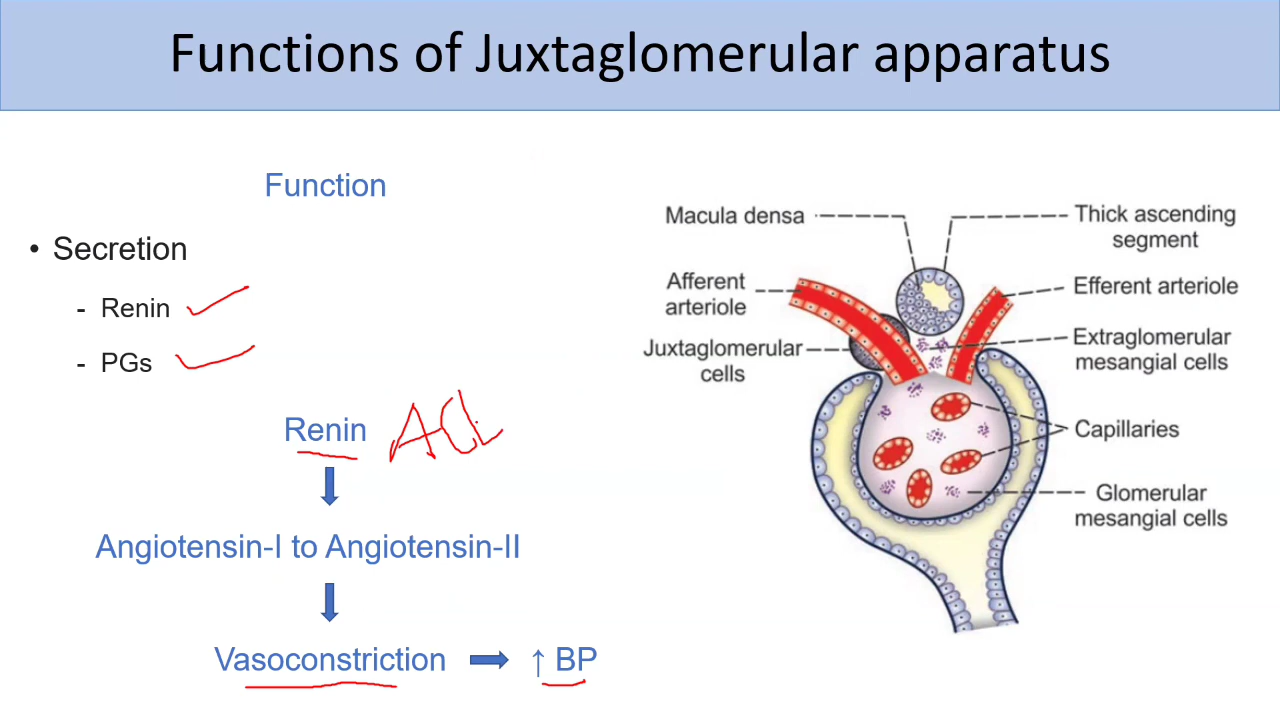 Functions of Juxtaglomerular apparatus
Function
• Secretion
- Renin
- PGs
Renin
Angiotensin-I to Angiotensin-II
Vasoconstriction
↑ BP
Macula densa
Afferent
arteriole
Juxtaglomerular
cells
Thick ascending
segment
Efferent arteriole
Extraglomerular
mesangial cells
Capillaries
Glomerular
mesangial cells